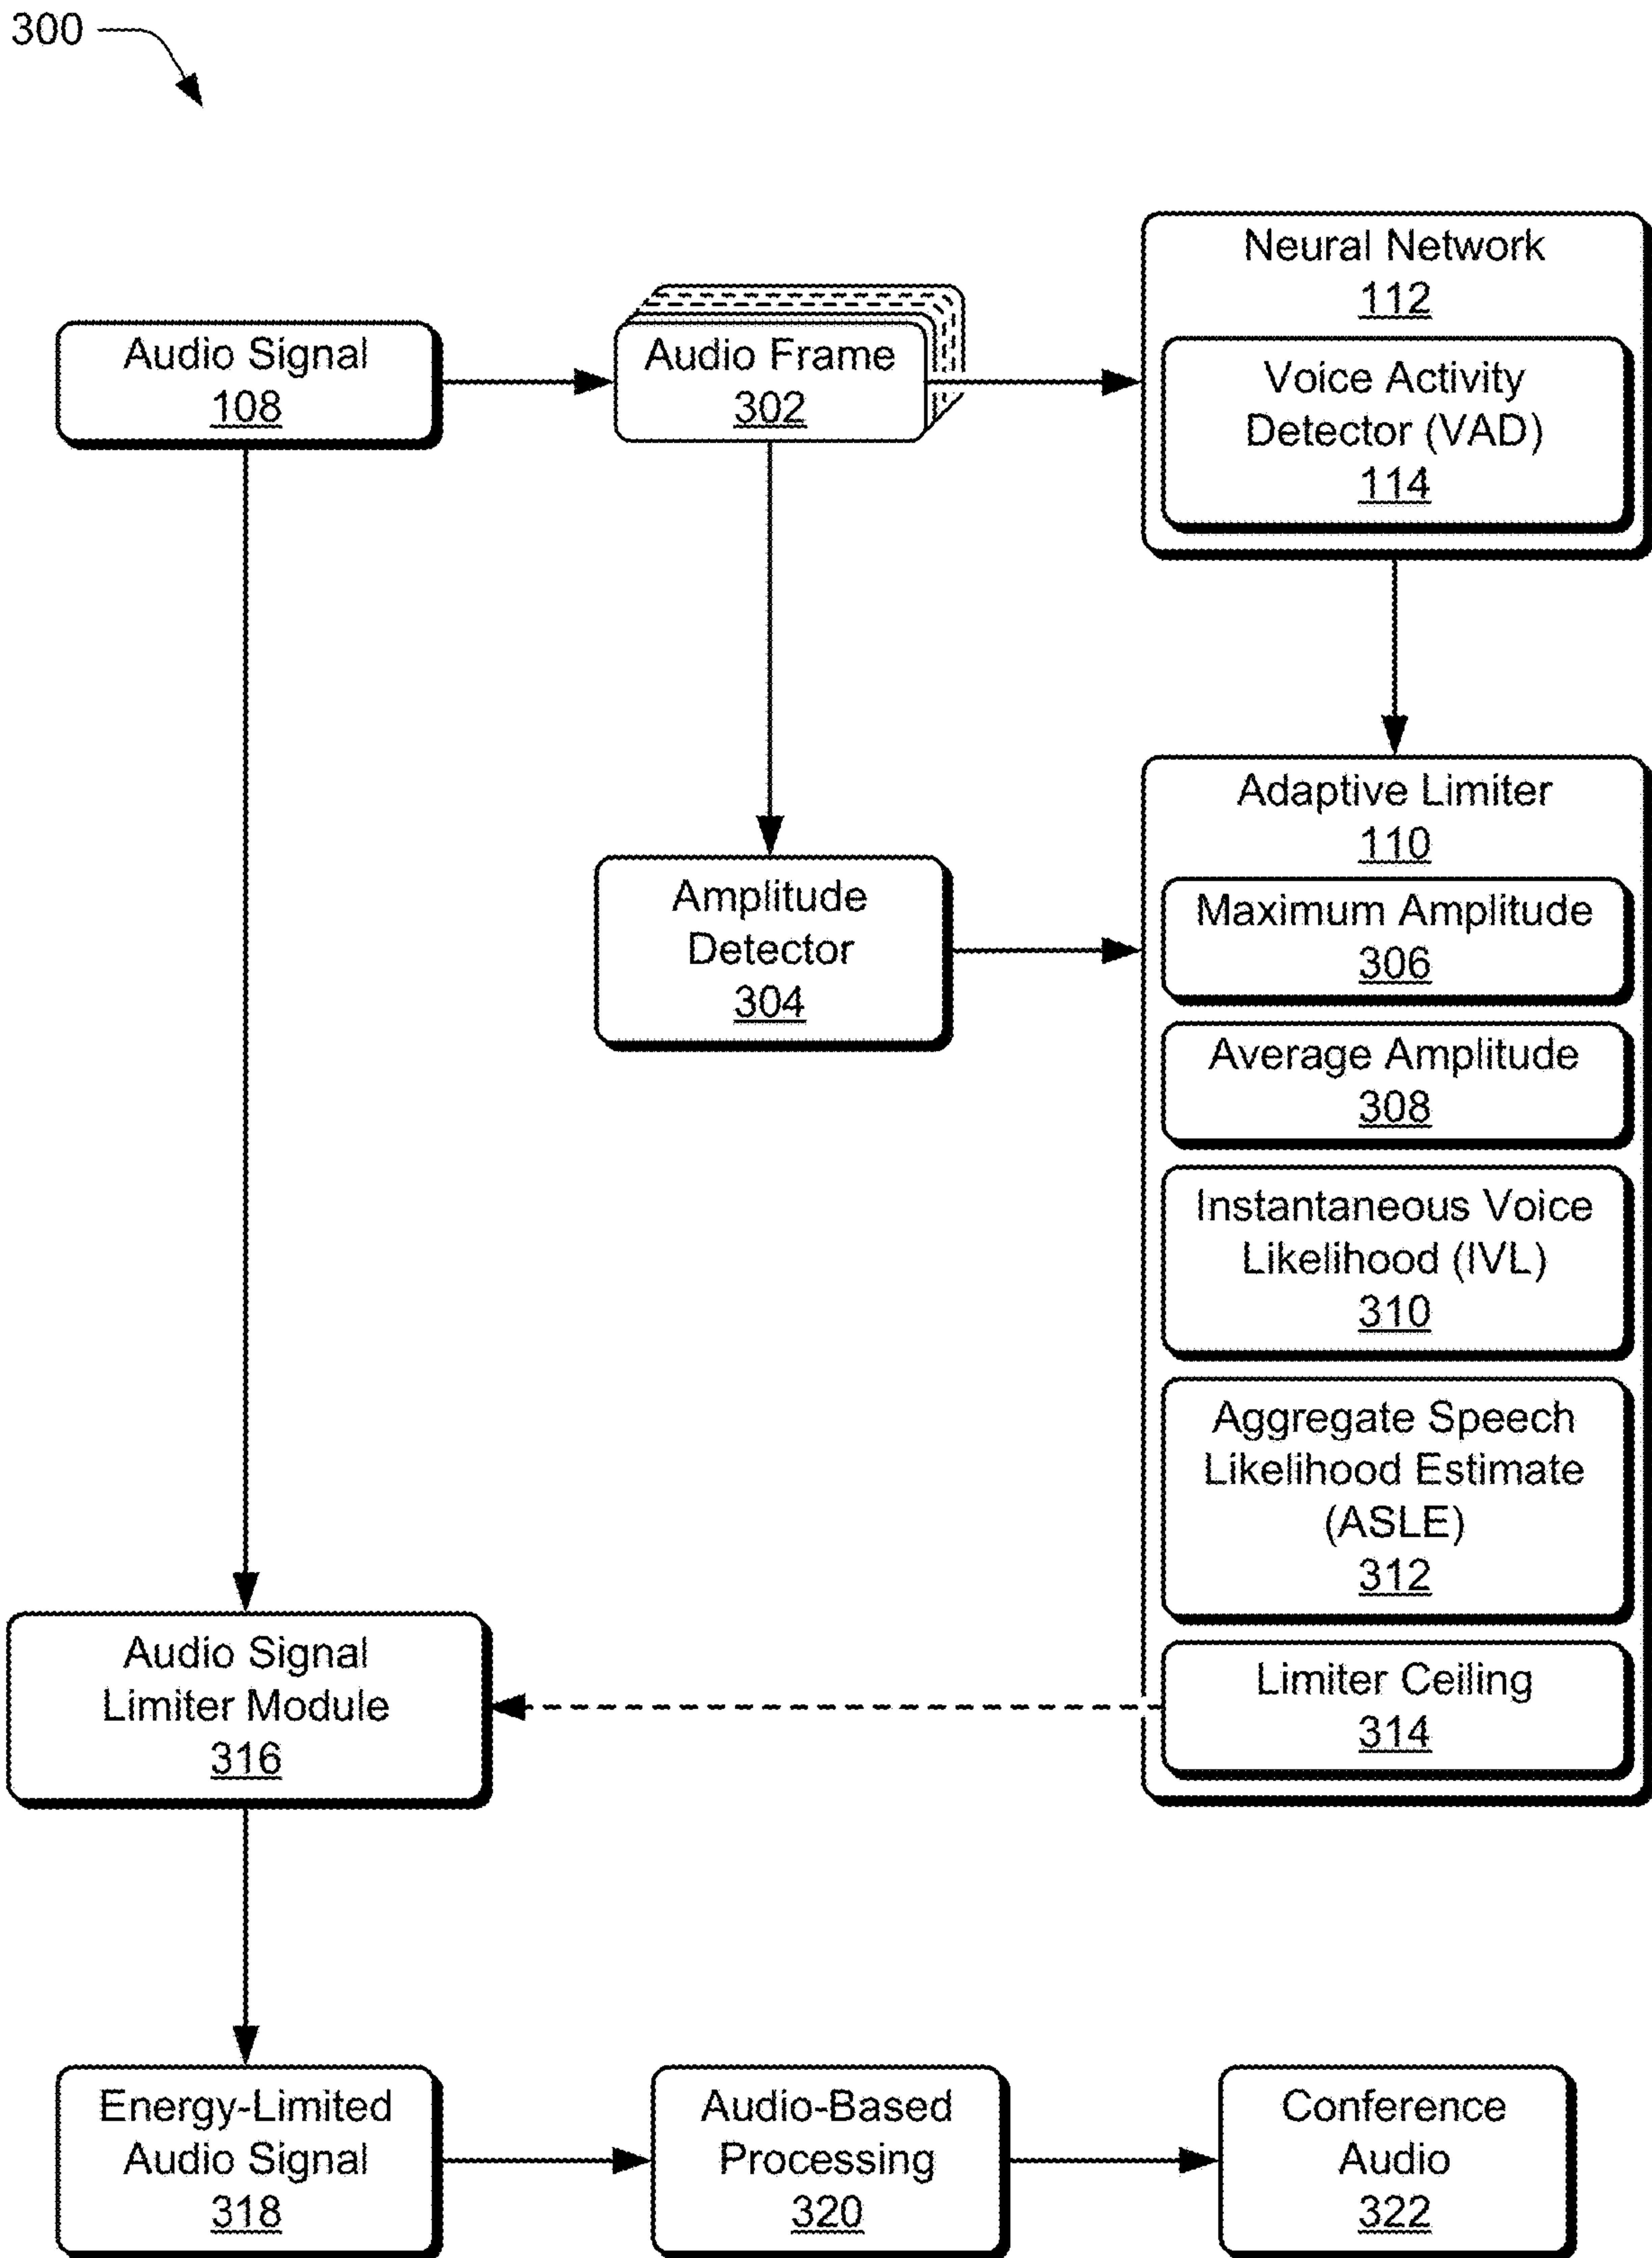 300
Audio Signal
108
Audio Frame
302
Neural Network
112
Voice Activity
Detector (VAD)
114
Amplitude
Detector
304
Adaptive Limiter
110
Maximum Amplitude
306
Average Amplitude
308
Instantaneous Voice
Likelihood (IVL)
310
Aggregate Speech
Likelihood Estimate
(ASLE)
312
Limiter Ceiling
314
Audio Signal
Limiter Module
316
Energy-Limited
Audio Signal
318
Audio-Based
Processing
320
Conference
Audio
322